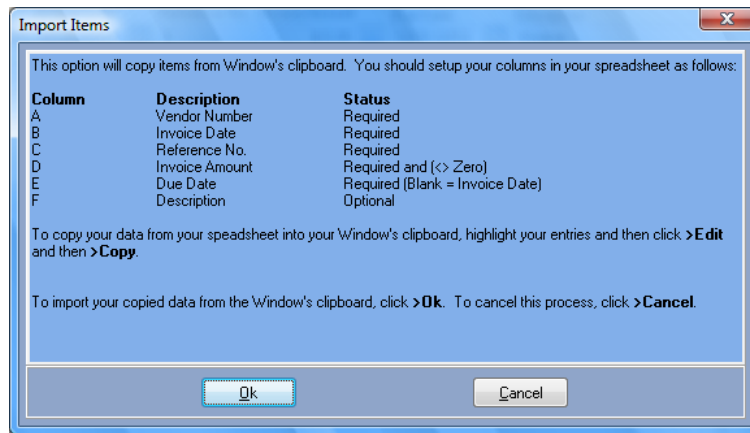 Import Items
This option will copy items from Window's clipboard.  You should setup your columns in your spreadsheet as follows:
Column Description Status
A Vendor Number Required
B Invoice Date Required
C Reference No. Required
D Invoice Amount Required and (<> Zero)
E Due Date Required (Blank = Invoice Date)
F Description Optional
To copy your data from your speadsheet into your Window's clipboard, highlight your entries and then click >Edit
and then >Copy.
To import your copied data from the Window's clipboard, click >Ok.  To cancel this process, click >Cancel.
Ok Cancel